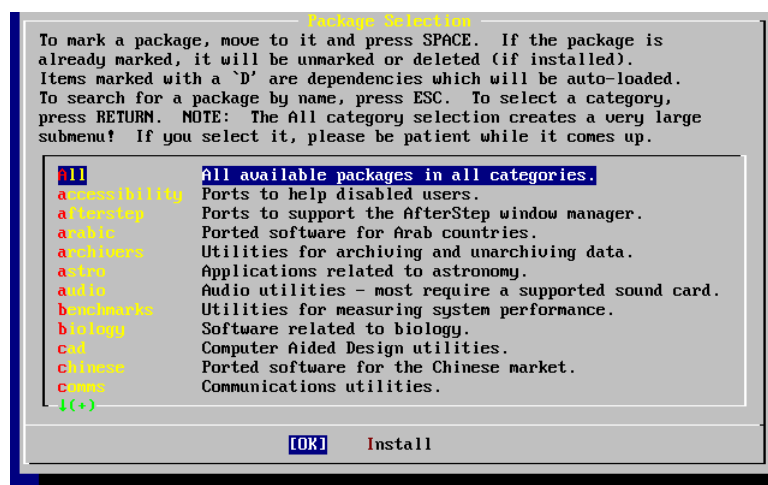 Package Selection
To mark a package, move to it and press SPACE.  If the package is
already marked, it will be unmarked or deleted (if installed).
Items marked with a `D' are dependencies which will be auto-loaded.
To search for a package by name, press ESC.  To select a category,
press RETURN.  NOTE:  The All category selection creates a very large
submenu!  If you select it, please be patient while it comes up.
All All available packages in all categories.
accessibility Ports to help disabled users.
afterstep Ports to support the AfterStep window manager.
arabic Ported software for Arab countries.
archivers Utilities for archiving and unarchiving data.
astro Applications related to astronomy.
audio Audio utilities - most require a supported sound card.
benchmarks Utilities for measuring system performance.
biology Software related to biology.
cad Computer Aided Design utilities.
chinese Ported software for the Chinese market.
comms Communications utilities.
↓(+)
[OK] Install